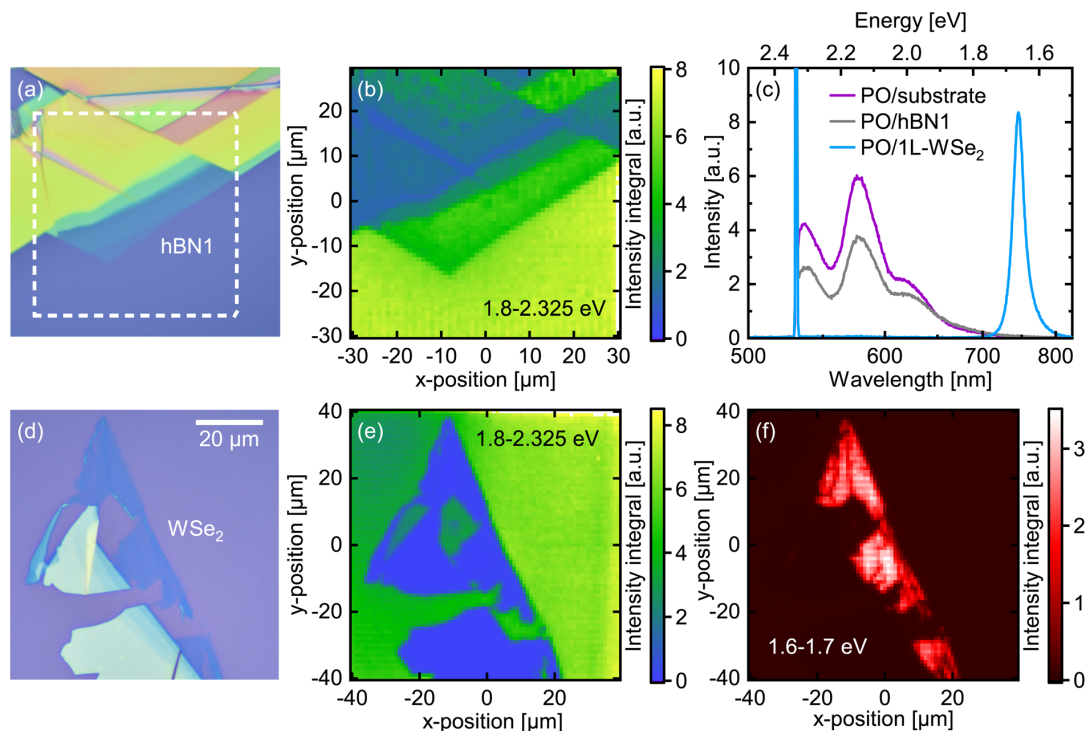 (a)
hBN1
(b)
1.8-2.325 eV
y-position [µm]
20
10
0
-10
-20
-30
-30 -20 -10 0 10 20 30
x-position [µm]
8
6
4
2
0
Intensity integral [a.u.]
Energy [eV]
2.4 2.2 2.0 1.8 1.6
(c)
PO/substrate
PO/hBN1
PO/1L-WSe₂
Intensity [a.u.]
10
8
6
4
2
0
500 600 700 800
Wavelength [nm]
(d)
20 µm
WSe₂
(e)
1.8-2.325 eV
y-position [µm]
40
20
0
-20
-40
-40 -20 0 20
x-position [µm]
8
6
4
2
0
Intensity integral [a.u.]
(f)
1.6-1.7 eV
y-position [µm]
40
20
0
-20
-40
-40 -20 0 20
x-position [µm]
3
2
1
0
Intensity integral [a.u.]